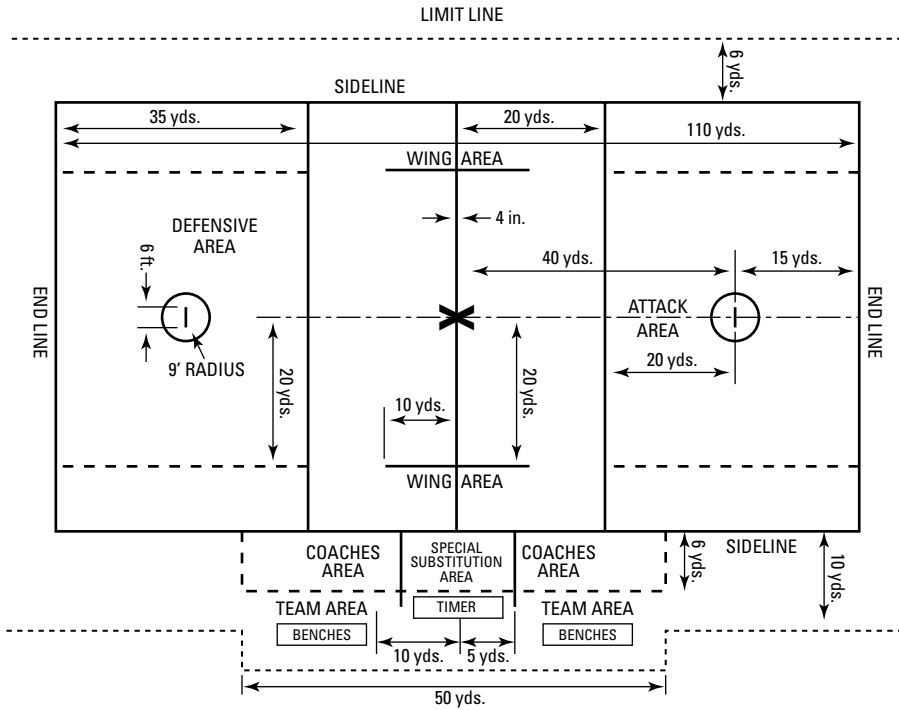 LIMIT LINE
6 yds.
SIDELINE
35 yds.
20 yds.
110 yds.
WING AREA
4 in.
DEFENSIVE
AREA
6 ft.
40 yds.
15 yds.
END LINE
ATTACK
AREA
END LINE
9' RADIUS
20 yds.
20 yds.
10 yds.
20 yds.
WING AREA
COACHES
AREA
SPECIAL
SUBSTITUTION
AREA
COACHES
AREA
6 yds.
SIDELINE
10 yds.
TEAM AREA
TIMER
TEAM AREA
BENCHES
10 yds.
5 yds.
BENCHES
50 yds.